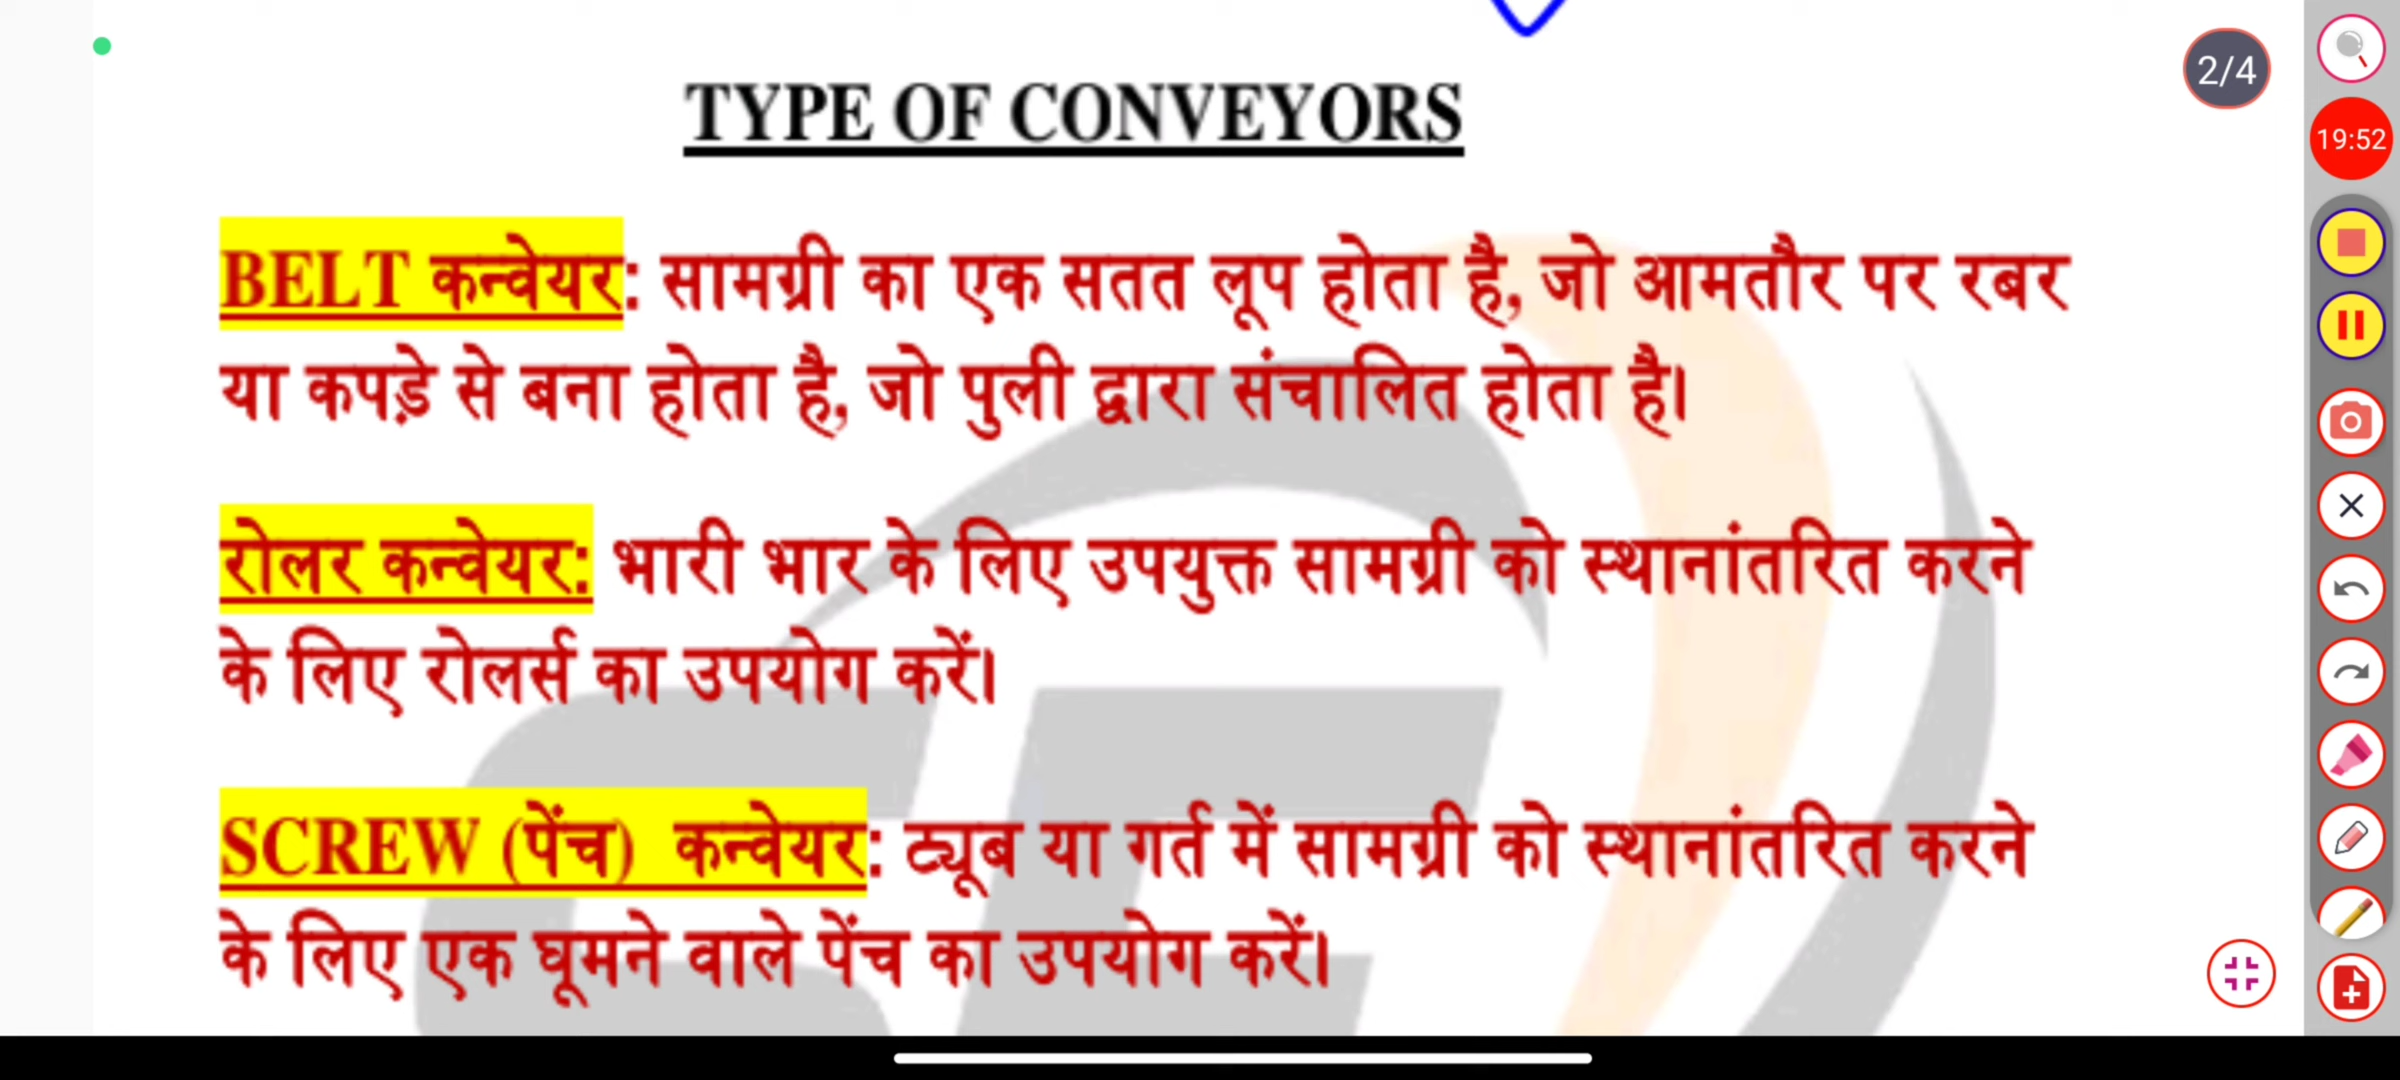 TYPE OF CONVEYORS
2/4
19:52
BELT कन्वेयर: सामग्री का एक सतत लूप होता है, जो आमतौर पर रबर
या कपड़े से बना होता है, जो पुली द्वारा संचालित होता है।
रोलर कन्वेयर: भारी भार के लिए उपयुक्त सामग्री को स्थानांतरित करने
के लिए रोलर्स का उपयोग करें।
SCREW (पेंच) कन्वेयर: ट्यूब या गर्त में सामग्री को स्थानांतरित करने
के लिए एक घूमने वाले पेंच का उपयोग करें।